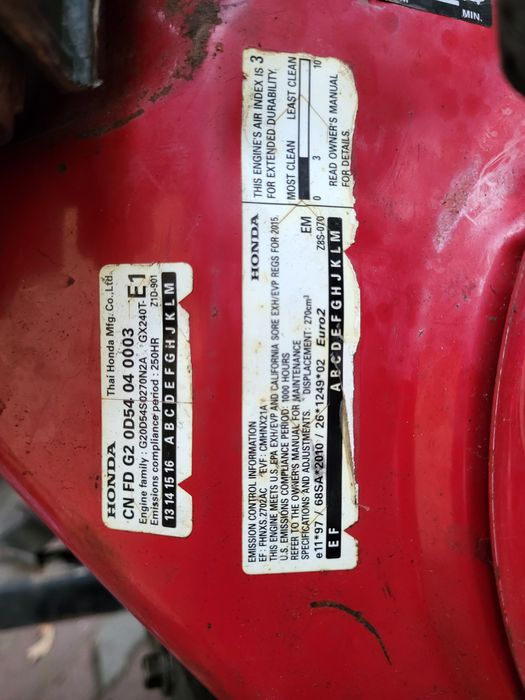 MIN.
THIS ENGINE'S AIR INDEX IS 3
FOR EXTENDED DURABILITY.
MOST CLEAN LEAST CLEAN
0 3 10
READ OWNER'S MANUAL
FOR DETAILS.
HONDA
EMISSION CONTROL INFORMATION
EF: FHNXS.2702AC EVF: CMHNX21A
THIS ENGINE MEETS U.S. EPA EXH/EVP AND CALIFORNIA SORE EXH/EVP REGS FOR 2015.
U.S. EMISSIONS COMPLIANCE PERIOD: 1000 HOURS
REFER TO THE OWNER'S MANUAL FOR MAINTENANCE
SPECIFICATIONS AND ADJUSTMENTS. DISPLACEMENT: 270cm³
EM
e11*97 / 68SA*2010 / 26*1249*02 Euro2
Z8S-070
E F A B C D E F G H J K L M
HONDA Thai Honda Mfg. Co., Ltd.
CN FD G2 0D54 04 0003
Engine family : G20D54S0270N2A GX240T-
Emissions compliance period : 250HR
E1
Z1D-901
13 14 15 16 A B C D E F G H J K L M